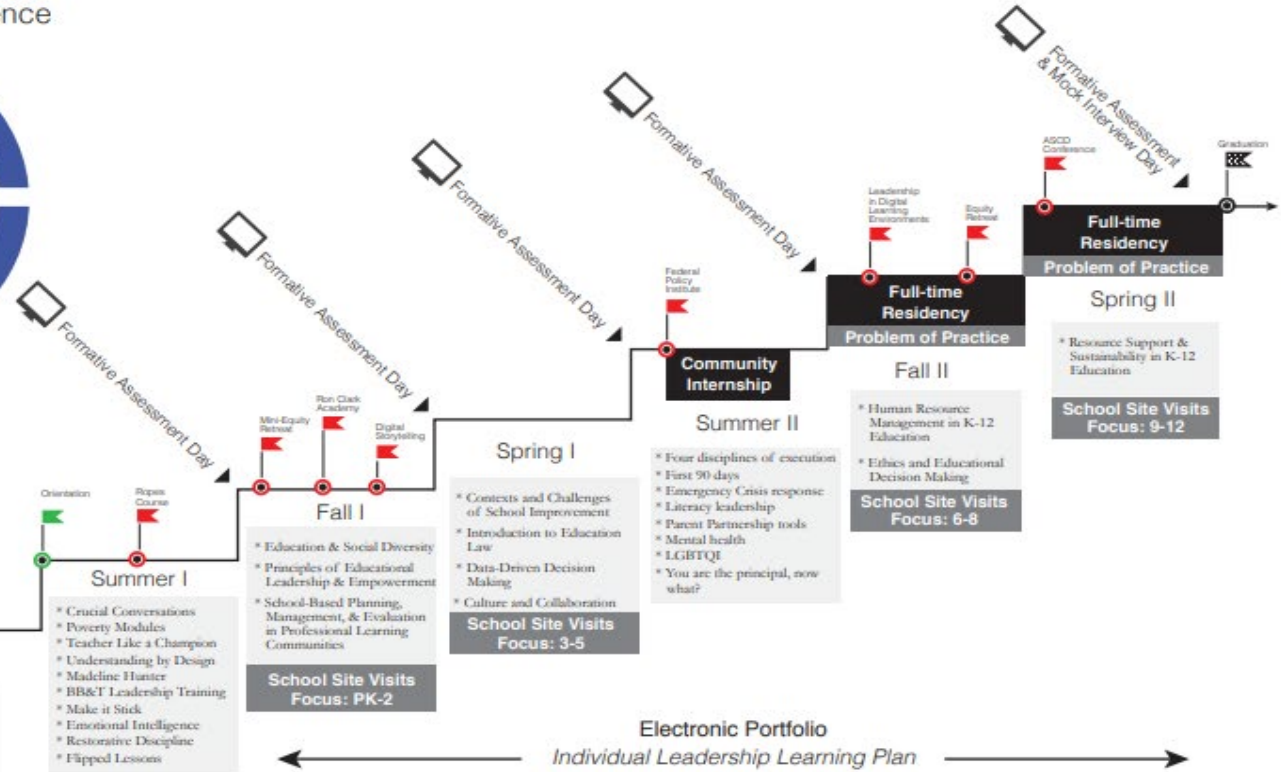 ence
Formative Assessment Day
Formative Assessment Day
Formative Assessment Day
Formative Assessment Day
Formative Assessment
& Mock Interview Day
Orientation
Ropes
Course
Summer I
* Crucial Conversations
* Poverty Modules
* Teacher Like a Champion
* Understanding by Design
* Madeline Hunter
* BB&T Leadership Training
* Make it Stick
* Emotional Intelligence
* Restorative Discipline
* Flipped Lessons
Mini-Equity
Retreat
Ron Clark
Academy
Digital
Storytelling
Fall I
* Education & Social Diversity
* Principles of Educational
Leadership & Empowerment
* School-Based Planning,
Management, & Evaluation
in Professional Learning
Communities
School Site Visits
Focus: PK-2
Spring I
* Contexts and Challenges
of School Improvement
* Introduction to Education
Law
* Data-Driven Decision
Making
* Culture and Collaboration
School Site Visits
Focus: 3-5
Federal
Policy
Institute
Community
Internship
Summer II
* Four disciplines of execution
* First 90 days
* Emergency Crisis response
* Literacy leadership
* Parent Partnership tools
* Mental health
* LGBTQI
* You are the principal, now
what?
Leadership
in Digital
Learning
Environments
Equity
Retreat
Full-time
Residency
Problem of Practice
Fall II
* Human Resource
Management in K-12
Education
* Ethics and Educational
Decision Making
School Site Visits
Focus: 6-8
ASCD
Conference
Graduation
Full-time
Residency
Problem of Practice
Spring II
* Resource Support &
Sustainability in K-12
Education
School Site Visits
Focus: 9-12
Electronic Portfolio
Individual Leadership Learning Plan